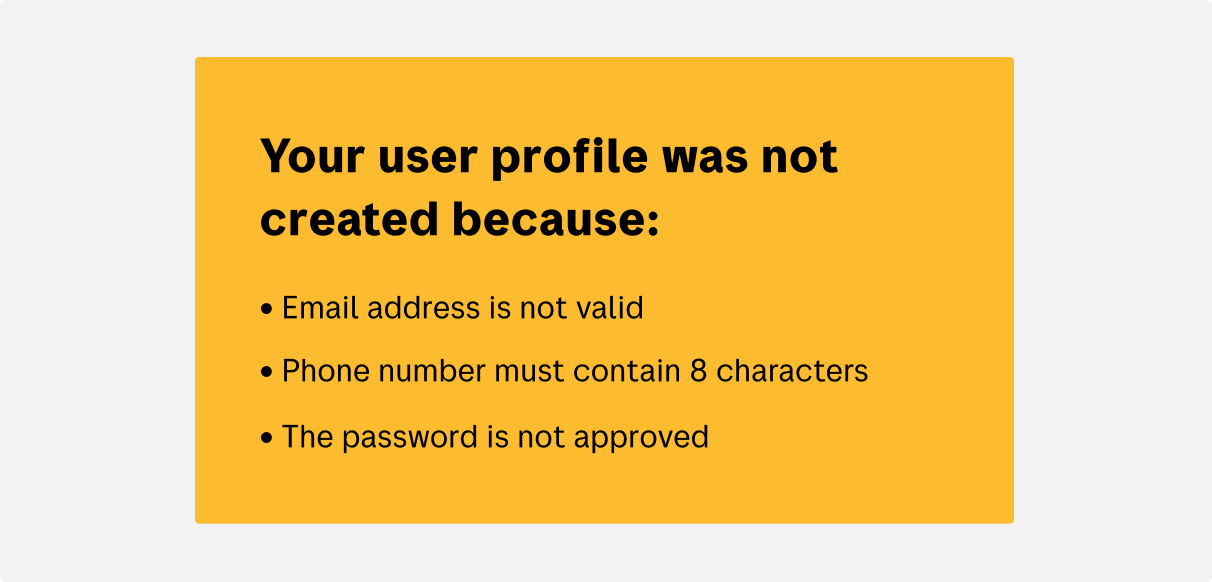 Your user profile was not
created because:
• Email address is not valid
• Phone number must contain 8 characters
• The password is not approved